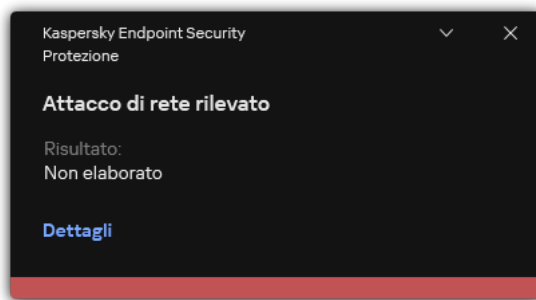 Kaspersky Endpoint Security
Protezione
Attacco di rete rilevato
Risultato:
Non elaborato
Dettagli